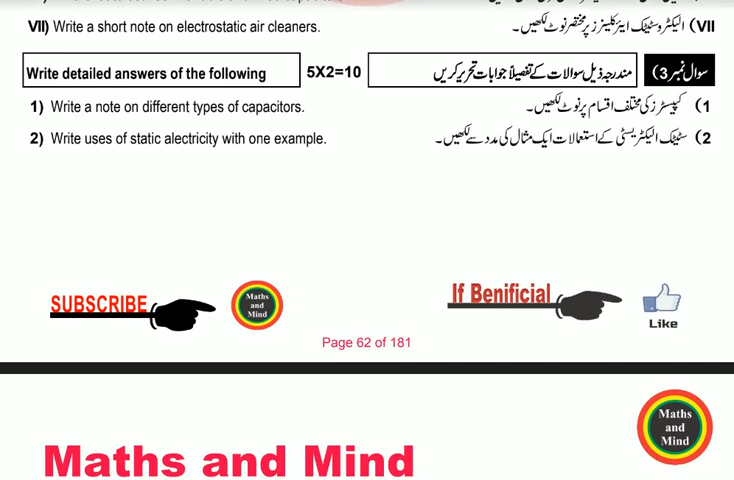 VII) Write a short note on electrostatic air cleaners.
VII) الیکٹروسٹیٹک ایئر کلینرز پر مختصر نوٹ لکھیں۔
Write detailed answers of the following 5X2=10 مندرجہ ذیل سوالات کے تفصیلاً جوابات تحریر کریں سوال نمبر 3)
1) Write a note on different types of capacitors.
1) کپیسٹرز کی مختلف اقسام پر نوٹ لکھیں۔
2) Write uses of static alectricity with one example.
2) سٹیٹک الیکٹریسٹی کے استعمالات ایک مثال کی مدد سے لکھیں۔
SUBSCRIBE
Maths
and
Mind
If Benificial
Like
Page 62 of 181
Maths
and
Mind
Maths and Mind